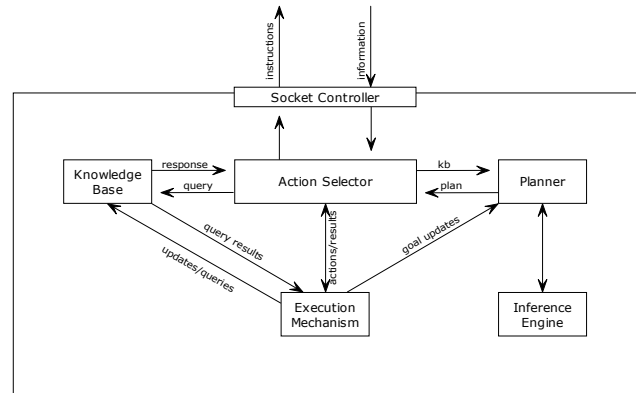 instructions
information
Socket Controller
response
kb
Knowledge
Base
Action Selector
Planner
query
plan
query results
updates/queries
actions/results
goal updates
Execution
Mechanism
Inference
Engine